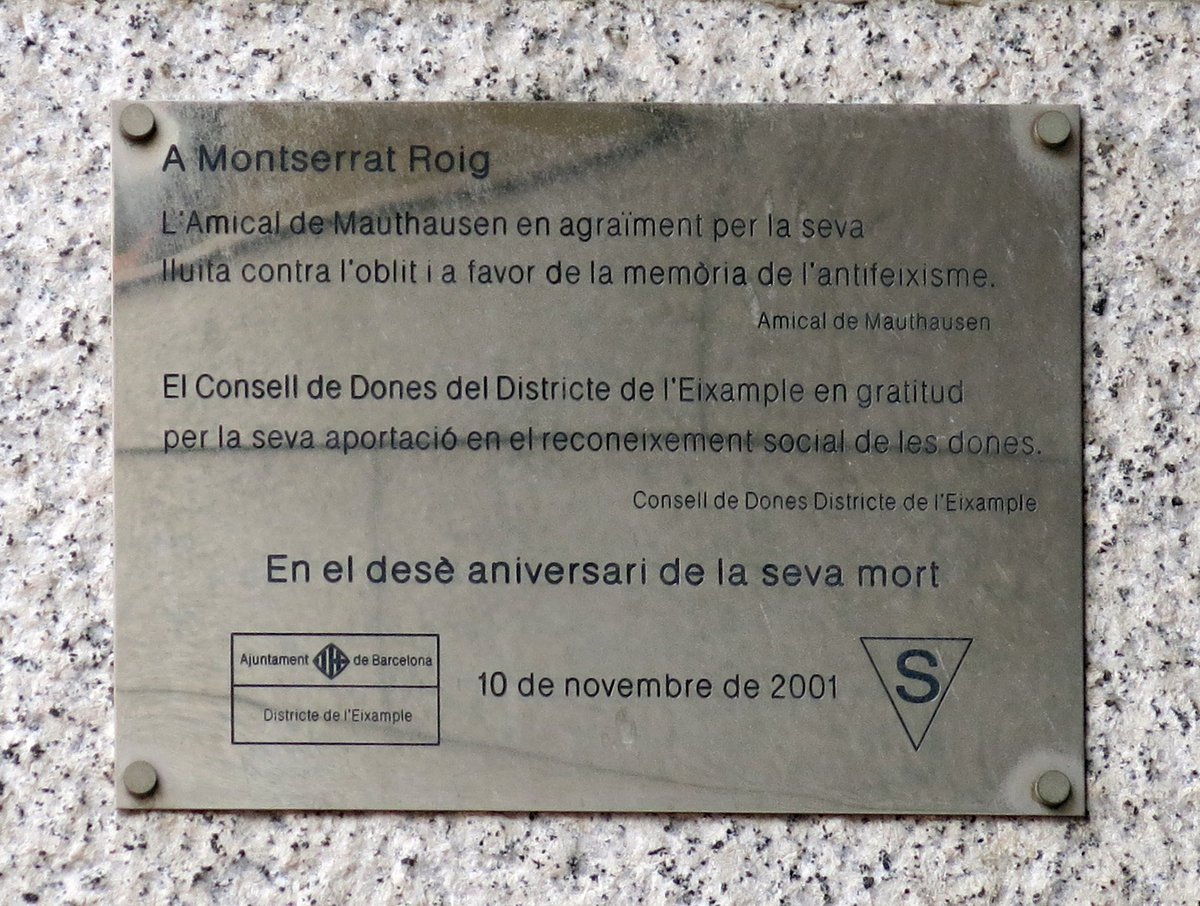 A Montserrat Roig
L'Amical de Mauthausen en agraïment per la seva
lluita contra l'oblit i a favor de la memòria de l'antifeixisme.
Amical de Mauthausen
El Consell de Dones del Districte de l'Eixample en gratitud
per la seva aportació en el reconeixement social de les dones.
Consell de Dones Districte de l'Eixample
En el desè aniversari de la seva mort
Ajuntament de Barcelona
Districte de l'Eixample
10 de novembre de 2001
S